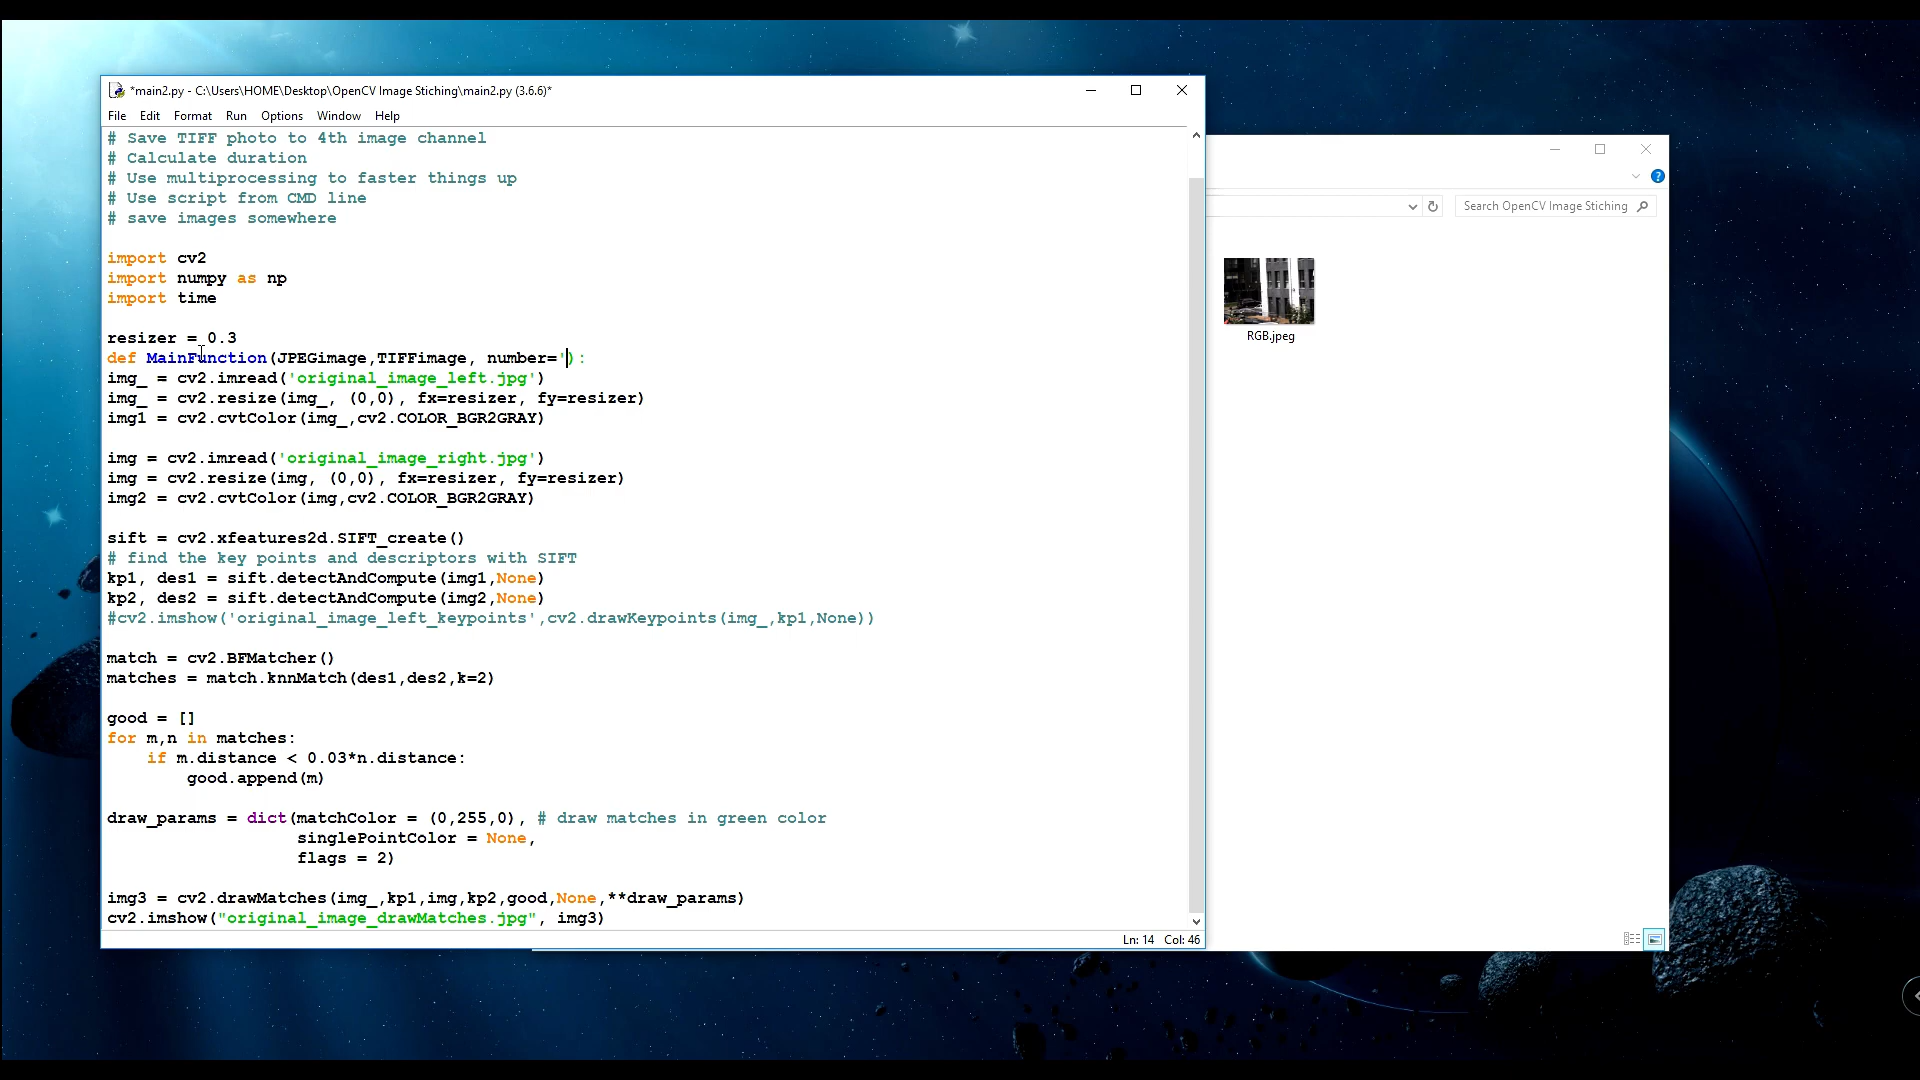 *main2.py - C:\Users\HOME\Desktop\OpenCV Image Stiching\main2.py (3.6.6)*
File Edit Format Run Options Window Help
# Save TIFF photo to 4th image channel
# Calculate duration
# Use multiprocessing to faster things up
# Use script from CMD line
# save images somewhere
import cv2
import numpy as np
import time
resizer = 0.3
def MainFunction(JPEGimage,TIFFimage, number='):
img_ = cv2.imread('original_image_left.jpg')
img_ = cv2.resize(img_, (0,0), fx=resizer, fy=resizer)
img1 = cv2.cvtColor(img_,cv2.COLOR_BGR2GRAY)
img = cv2.imread('original_image_right.jpg')
img = cv2.resize(img, (0,0), fx=resizer, fy=resizer)
img2 = cv2.cvtColor(img,cv2.COLOR_BGR2GRAY)
sift = cv2.xfeatures2d.SIFT_create()
# find the key points and descriptors with SIFT
kp1, des1 = sift.detectAndCompute(img1,None)
kp2, des2 = sift.detectAndCompute(img2,None)
#cv2.imshow('original_image_left_keypoints',cv2.drawKeypoints(img_,kp1,None))
match = cv2.BFMatcher()
matches = match.knnMatch(des1,des2,k=2)
good = []
for m,n in matches:
    if m.distance < 0.03*n.distance:
        good.append(m)
draw_params = dict(matchColor = (0,255,0), # draw matches in green color
                   singlePointColor = None,
                   flags = 2)
img3 = cv2.drawMatches(img_,kp1,img,kp2,good,None,**draw_params)
cv2.imshow("original_image_drawMatches.jpg", img3)
Ln: 14 Col: 46
Search OpenCV Image Stiching
RGB.jpeg